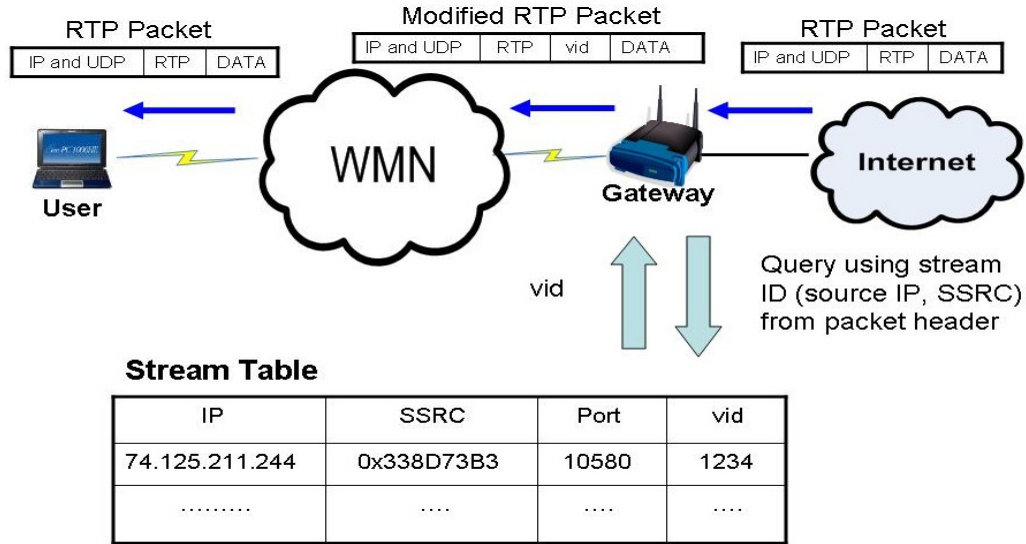 RTP Packet
IP and UDP RTP DATA
Modified RTP Packet
IP and UDP RTP vid DATA
RTP Packet
IP and UDP RTP DATA
User
WMN
Gateway
Internet
vid
Query using stream
ID (source IP, SSRC)
from packet header
Stream Table
IP SSRC Port vid
74.125.211.244 0x338D73B3 10580 1234
......... .... .... ....